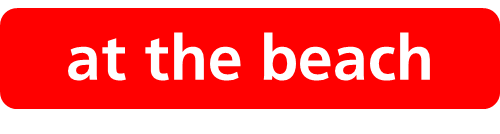 at the beach